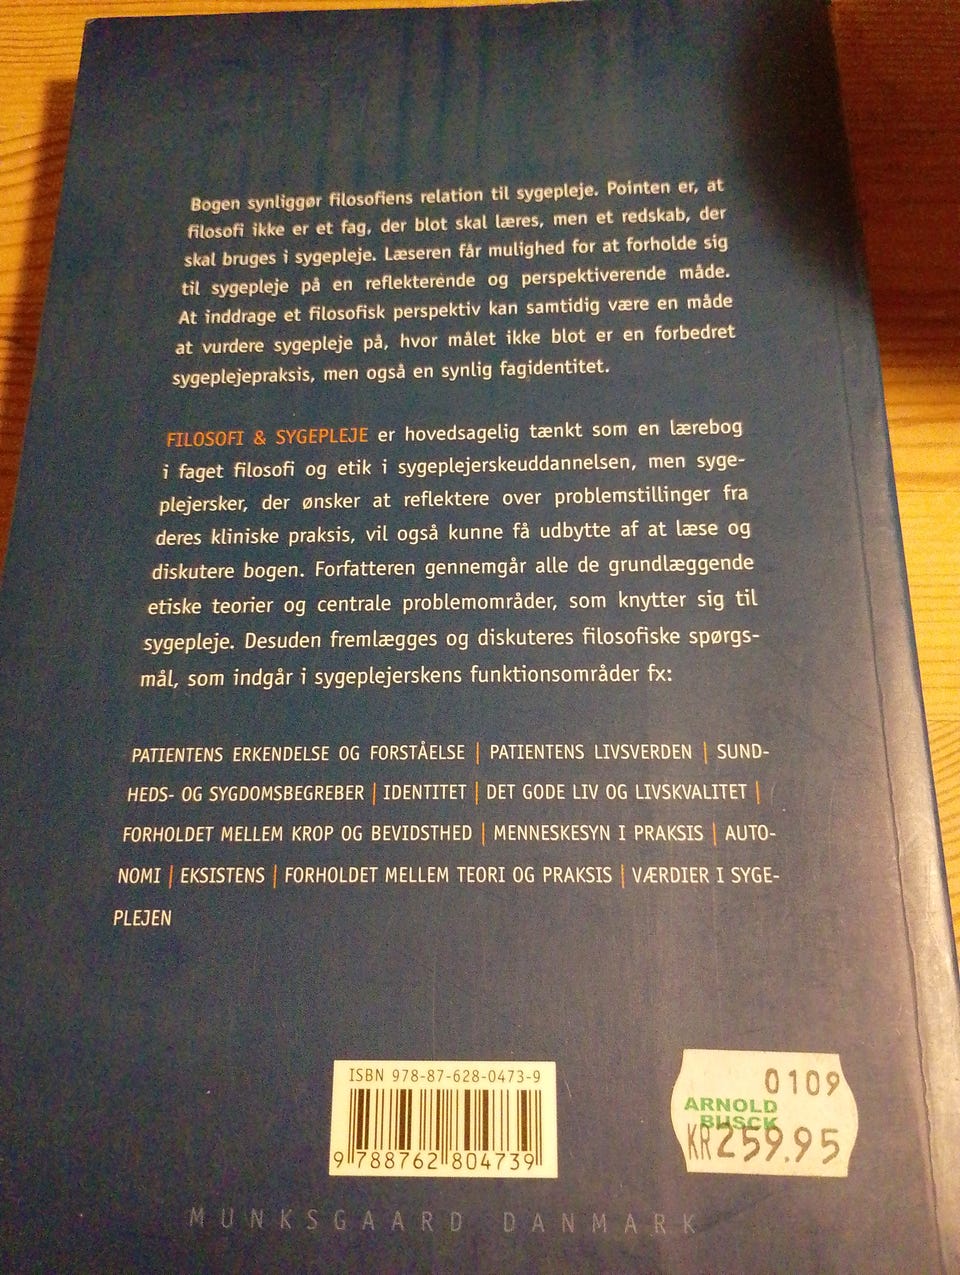 Bogen synliggør filosofiens relation til sygepleje. Pointen er, at
filosofi ikke er et fag, der blot skal læres, men et redskab, der
skal bruges i sygepleje. Læseren får mulighed for at forholde sig
til sygepleje på en reflekterende og perspektiverende måde.
At inddrage et filosofisk perspektiv kan samtidig være en måde
at vurdere sygepleje på, hvor målet ikke blot er en forbedret
sygeplejepraksis, men også en synlig fagidentitet.
FILOSOFI & SYGEPLEJE er hovedsagelig tænkt som en lærebog
i faget filosofi og etik i sygeplejerskeuddannelsen, men syge-
plejersker, der ønsker at reflektere over problemstillinger fra
deres kliniske praksis, vil også kunne få udbytte af at læse og
diskutere bogen. Forfatteren gennemgår alle de grundlæggende
etiske teorier og centrale problemområder, som knytter sig til
sygepleje. Desuden fremlægges og diskuteres filosofiske spørgs-
mål, som indgår i sygeplejerskens funktionsområder fx:
PATIENTENS ERKENDELSE OG FORSTÅELSE | PATIENTENS LIVSVERDEN | SUND-
HEDS- OG SYGDOMSBEGREBER | IDENTITET | DET GODE LIV OG LIVSKVALITET |
FORHOLDET MELLEM KROP OG BEVIDSTHED | MENNESKESYN I PRAKSIS | AUTO-
NOMI | EKSISTENS | FORHOLDET MELLEM TEORI OG PRAKSIS | VÆRDIER I SYGE-
PLEJEN
ISBN 978-87-628-0473-9
9 788762 804739
0109
ARNOLD
BUSCK
KR259.95
MUNKSGAARD DANMARK